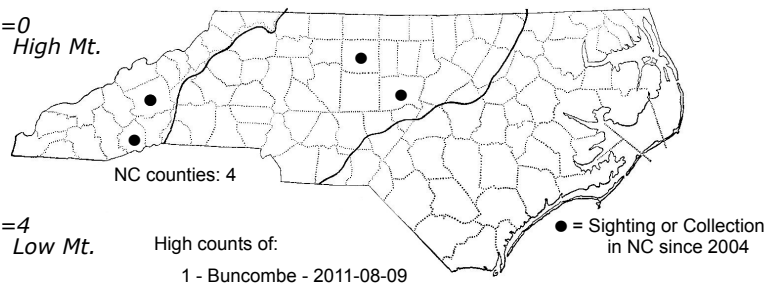 =0
High Mt.
NC counties: 4
=4
Low Mt.
High counts of:
1 - Buncombe - 2011-08-09
● = Sighting or Collection
in NC since 2004